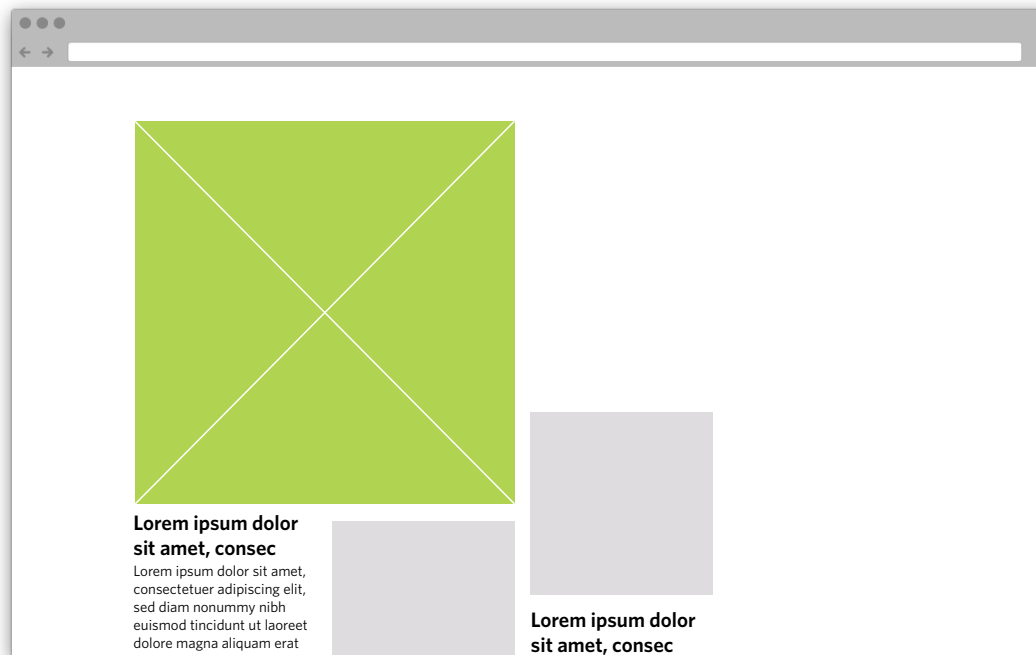 Lorem ipsum dolor
sit amet, consec
Lorem ipsum dolor sit amet,
consectetuer adipiscing elit,
sed diam nonummy nibh
euismod tincidunt ut laoreet
dolore magna aliquam erat
Lorem ipsum dolor
sit amet, consec